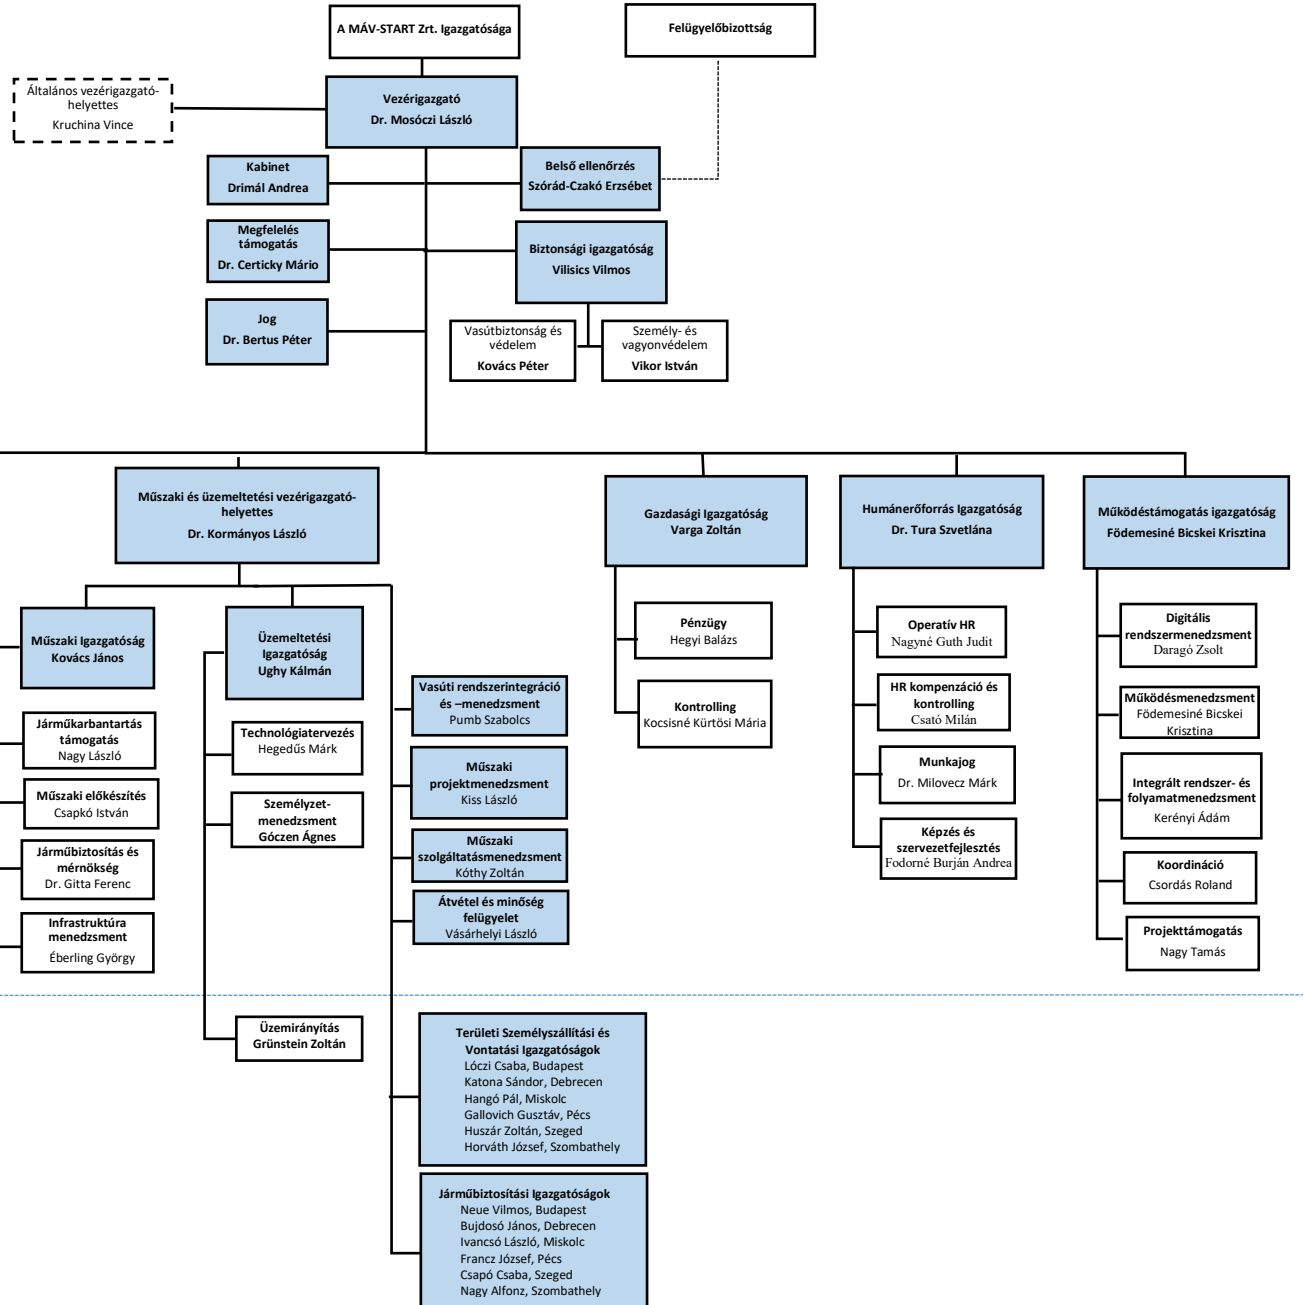 A MÁV-START Zrt. Igazgatósága
Felügyelőbizottság
Általános vezérigazgató-
helyettes
Kruchina Vince
Vezérigazgató
Dr. Mosóczi László
Kabinet
Drimál Andrea
Belső ellenőrzés
Szórád-Czakó Erzsébet
Megfelelés
támogatás
Dr. Certicky Mário
Biztonsági igazgatóság
Vilisics Vilmos
Jog
Dr. Bertus Péter
Vasútbiztonság és
védelem
Kovács Péter
Személy- és
vagyonvédelem
Vikor István
Műszaki és üzemeltetési vezérigazgató-
helyettes
Dr. Kormányos László
Gazdasági Igazgatóság
Varga Zoltán
Humánerőforrás Igazgatóság
Dr. Tura Szvetlána
Működéstámogatás igazgatóság
Födemesiné Bicskei Krisztina
Műszaki Igazgatóság
Kovács János
Járműkarbantartás
támogatás
Nagy László
Műszaki előkészítés
Csapkó István
Járműbiztosítás és
mérnökség
Dr. Gitta Ferenc
Infrastruktúra
menedzsment
Éberling György
Üzemeltetési
Igazgatóság
Ughy Kálmán
Technológiatervezés
Hegedűs Márk
Személyzet-
menedzsment
Góczen Ágnes
Vasúti rendszerintegráció
és –menedzsment
Pumb Szabolcs
Műszaki
projektmenedzsment
Kiss László
Műszaki
szolgáltatásmenedzsment
Kóthy Zoltán
Átvétel és minőség
felügyelet
Vásárhelyi László
Pénzügy
Hegyi Balázs
Kontrolling
Kocsisné Kürtösi Mária
Operatív HR
Nagyné Guth Judit
HR kompenzáció és
kontrolling
Csató Milán
Munkajog
Dr. Milovecz Márk
Képzés és
szervezetfejlesztés
Fodorné Burján Andrea
Digitális
rendszermenedzsment
Daragó Zsolt
Működésmenedzsment
Födemesiné Bicskei
Krisztina
Integrált rendszer- és
folyamatmenedzsment
Kerényi Ádám
Koordináció
Csordás Roland
Projekttámogatás
Nagy Tamás
Üzemirányítás
Grünstein Zoltán
Területi Személyszállítási és
Vontatási Igazgatóságok
Lóczi Csaba, Budapest
Katona Sándor, Debrecen
Hangó Pál, Miskolc
Gallovich Gusztáv, Pécs
Huszár Zoltán, Szeged
Horváth József, Szombathely
Járműbiztosítási Igazgatóságok
Neue Vilmos, Budapest
Bujdosó János, Debrecen
Ivancsó László, Miskolc
Francz József, Pécs
Csapó Csaba, Szeged
Nagy Alfonz, Szombathely